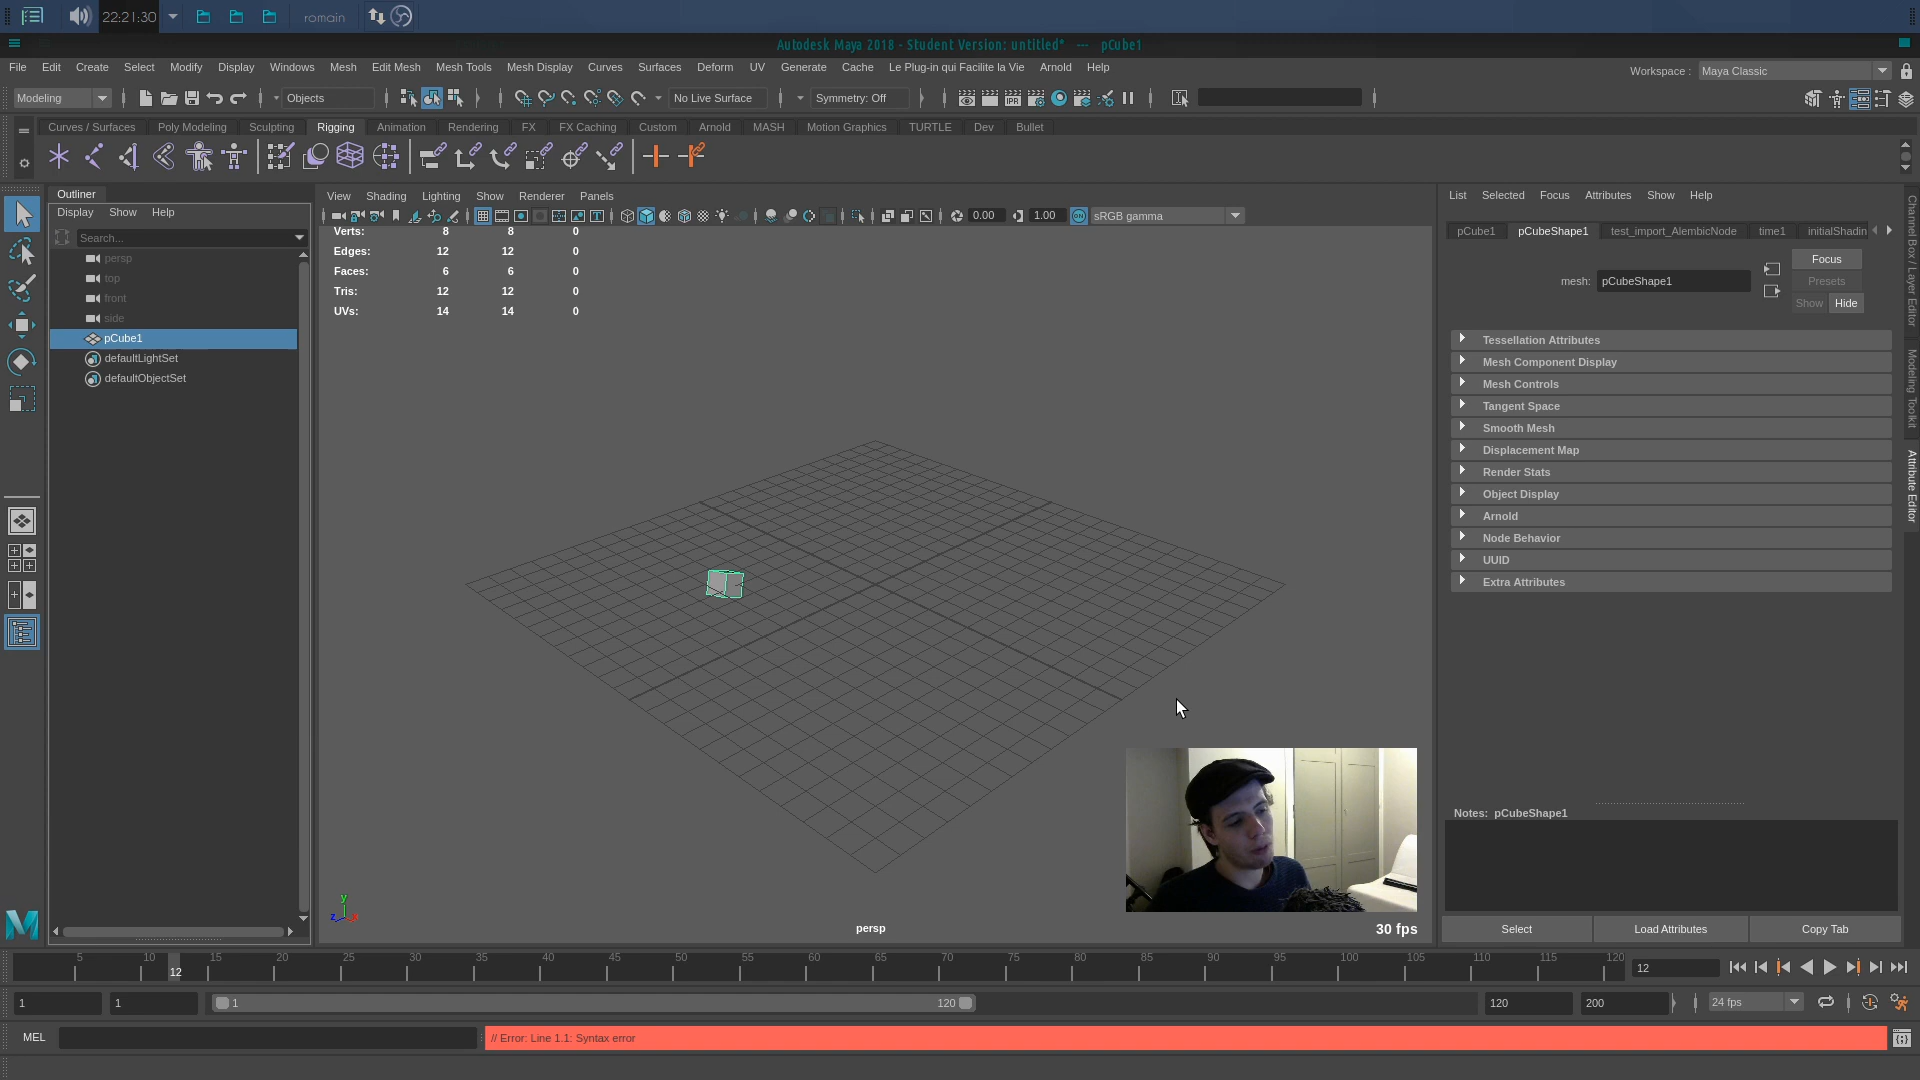 22:21:30 romain
Autodesk Maya 2018 - Student Version: untitled* --- pCube1
File Edit Create Select Modify Display Windows Mesh Edit Mesh Mesh Tools Mesh Display Curves Surfaces Deform UV Generate Cache Le Plug-in qui Facilite la Vie Arnold Help
Workspace : Maya Classic
Modeling Objects No Live Surface Symmetry: Off
Curves / Surfaces Poly Modeling Sculpting Rigging Animation Rendering FX FX Caching Custom Arnold MASH Motion Graphics TURTLE Dev Bullet
Outliner
Display Show Help
Search...
persp
top
front
side
pCube1
defaultLightSet
defaultObjectSet
View Shading Lighting Show Renderer Panels
0.00 1.00 ON sRGB gamma
Verts: 8 8 0
Edges: 12 12 0
Faces: 6 6 0
Tris: 12 12 0
UVs: 14 14 0
y
z
persp
30 fps
List Selected Focus Attributes Show Help
pCube1 pCubeShape1 test_import_AlembicNode time1 initialShadin
mesh: pCubeShape1
Focus
Presets
Show Hide
Tessellation Attributes
Mesh Component Display
Mesh Controls
Tangent Space
Smooth Mesh
Displacement Map
Render Stats
Object Display
Arnold
Node Behavior
UUID
Extra Attributes
Notes: pCubeShape1
Select Load Attributes Copy Tab
Channel Box / Layer Editor
Modeling Toolkit
Attribute Editor
5 10 15 20 25 30 35 40 45 50 55 60 65 70 75 80 85 90 95 100 105 110 115 120
12 12
1 1 1 120 120 200 24 fps
MEL // Error: Line 1.1: Syntax error